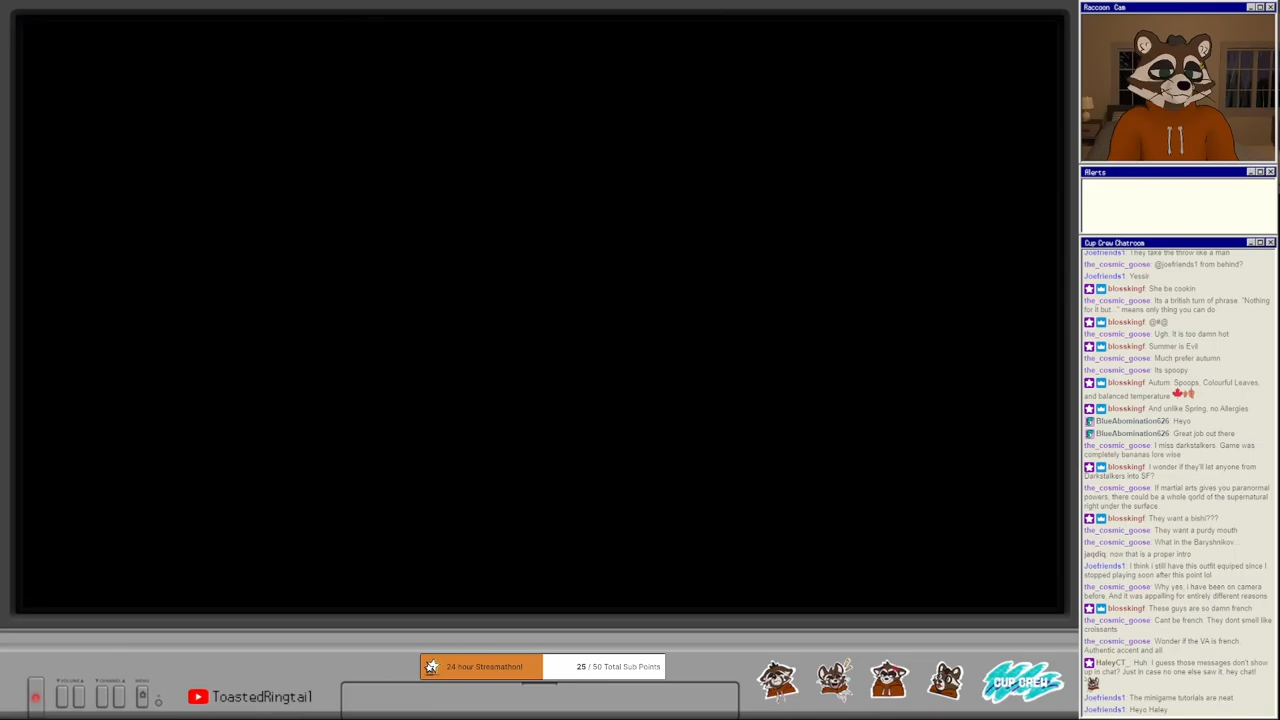 Raccoon Cam
Alerts
Cup Crew Chatroom
Joefriends1: They take the throw like a man
the_cosmic_goose: @joefriends1 from behind?
Joefriends1: Yessir
blosskingf: She be cookin
the_cosmic_goose: Its a british turn of phrase. "Nothing
for it but..." means only thing you can do
blosskingf: @#@
the_cosmic_goose: Ugh. It is too damn hot
blosskingf: Summer is Evil
the_cosmic_goose: Much prefer autumn
the_cosmic_goose: Its spoopy
blosskingf: Autum: Spoops, Colourful Leaves,
and balanced temperature
blosskingf: And unlike Spring, no Allergies
BlueAbomination626: Heyo
BlueAbomination626: Great job out there
the_cosmic_goose: I miss darkstalkers. Game was
completely bananas lore wise
blosskingf: I wonder if they'll let anyone from
Darkstalkers into SF?
the_cosmic_goose: If martial arts gives you paranormal
powers, there could be a whole qorld of the supernatural
right under the surface.
blosskingf: They want a bishi???
the_cosmic_goose: They want a purdy mouth
the_cosmic_goose: What in the Baryshnikov...
jaqdiq: now that is a proper intro
Joefriends1: I think i still have this outfit equiped since I
stopped playing soon after this point lol
the_cosmic_goose: Why yes, I have been on camera
before. And it was appalling for entirely different reasons
blosskingf: These guys are so damn french
the_cosmic_goose: Cant be french. They dont smell like
croissants
the_cosmic_goose: Wonder if the VA is french.
Authentic accent and all
HaleyCT_: Huh. I guess those messages don't show
up in chat? Just in case no one else saw it. hey chat!
Joefriends1: The minigame tutorials are neat
Joefriends1: Heyo Haley
24 hour Streamathon! 25 / 50 Total Sub Points
VOLUME CHANNEL MENU
ToastedRingtail
CUP CREW